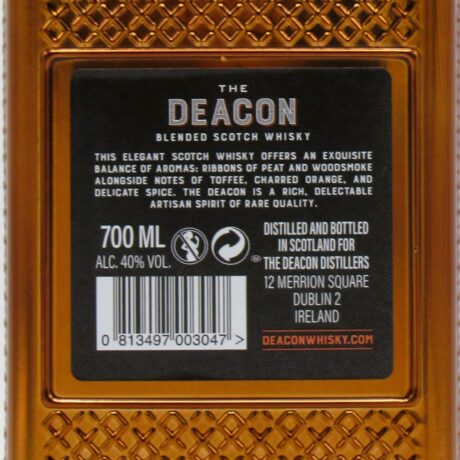 THE
DEACON
BLENDED SCOTCH WHISKY
THIS ELEGANT SCOTCH WHISKY OFFERS AN EXQUISITE
BALANCE OF AROMAS: RIBBONS OF PEAT AND WOODSMOKE
ALONGSIDE NOTES OF TOFFEE, CHARRED ORANGE, AND
DELICATE SPICE. THE DEACON IS A RICH, DELECTABLE
ARTISAN SPIRIT OF RARE QUALITY.
700 ML
ALC. 40% VOL.
DISTILLED AND BOTTLED
IN SCOTLAND FOR
THE DEACON DISTILLERS
12 MERRION SQUARE
DUBLIN 2
IRELAND
DEACONWHISKY.COM
0 813497 003047 >